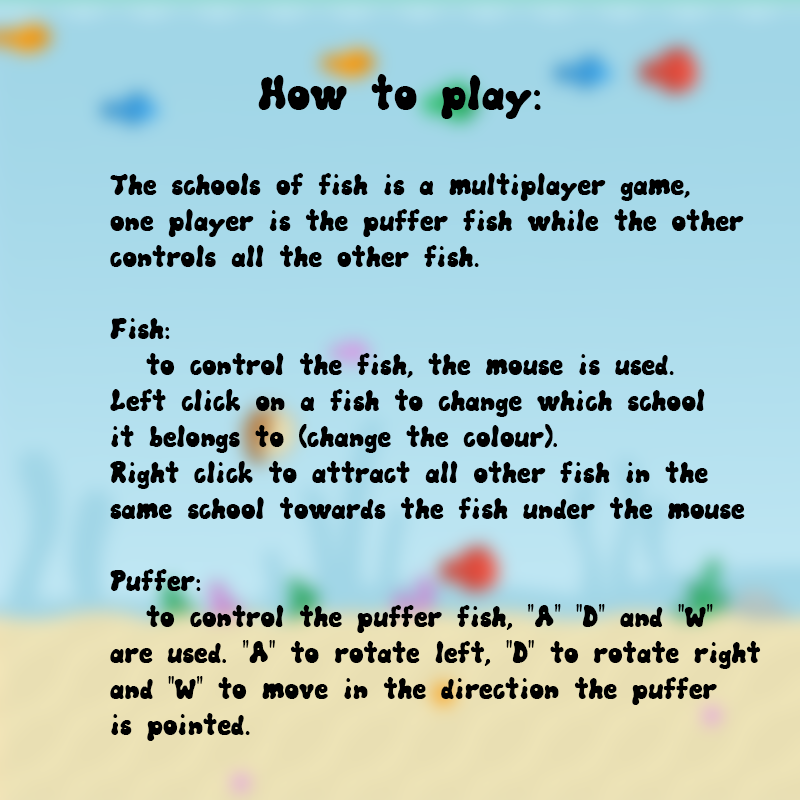 How to play:
The schools of fish is a multiplayer game,
one player is the puffer fish while the other
controls all the other fish.
Fish:
to control the fish, the mouse is used.
Left click on a fish to change which school
it belongs to (change the colour).
Right click to attract all other fish in the
same school towards the fish under the mouse
Puffer:
to control the puffer fish, "A" "D" and "W"
are used. "A" to rotate left, "D" to rotate right
and "W" to move in the direction the puffer
is pointed.